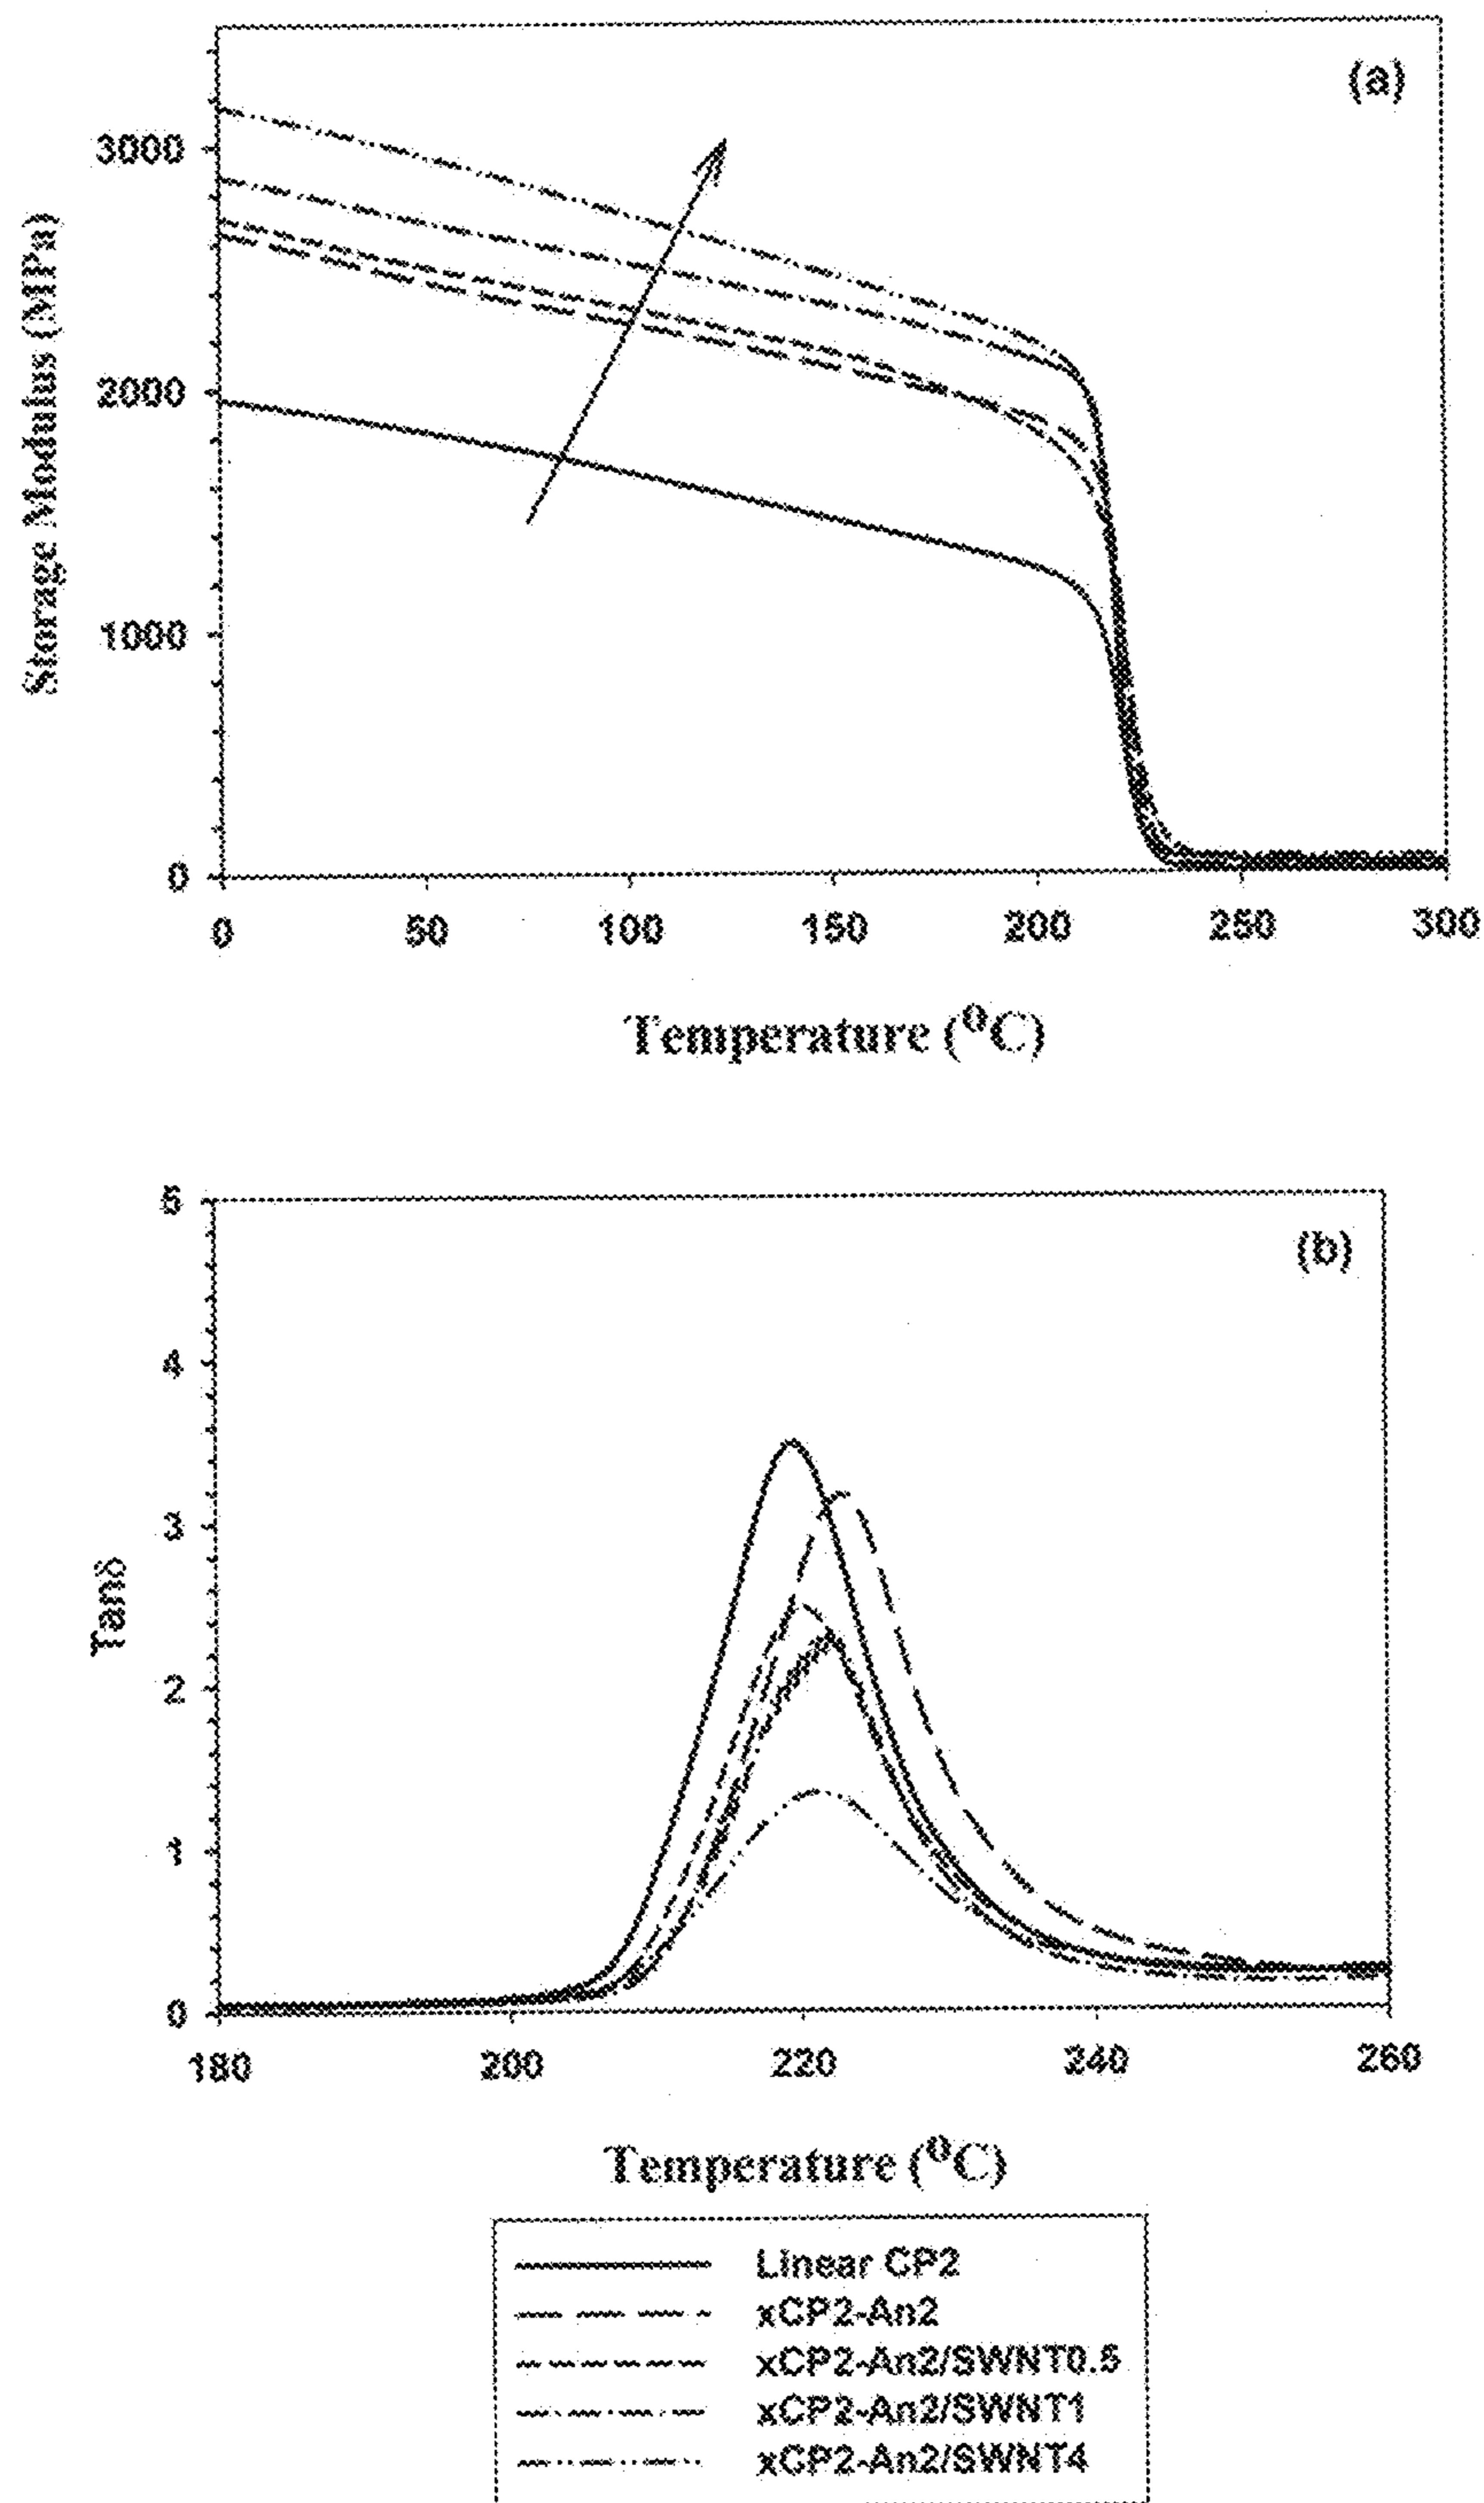 (a)
3000
2000
1000
0
Storage Modulus (MPa)
0 50 100 150 200 250 300
Temperature (⁰C)
(b)
5
4
3
2
1
0
Tanδ
180 200 220 240 260
Temperature (⁰C)
Linear CP2
xCP2-An2
xCP2-An2/SWNT0.5
xCP2-An2/SWNT1
xCP2-An2/SWNT4